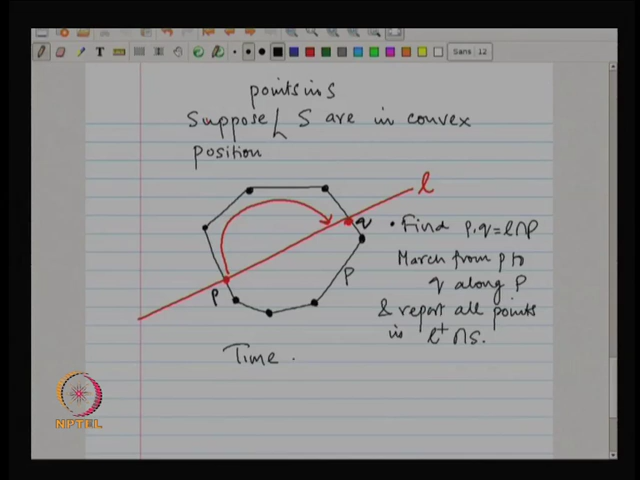 Sans 12
points in S
Suppose S are in convex
position
l
q
p
P
• Find p, q = l ∩ P
March from p to
q along P
& report all points
in l⁺ ∩ S.
Time .
NPTEL